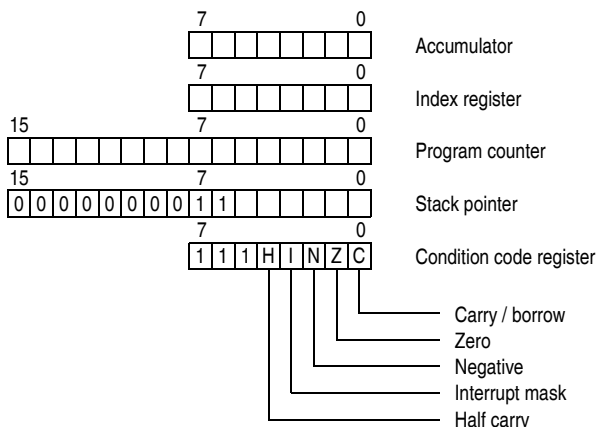 7 0
Accumulator
7 0
Index register
15 7 0
Program counter
15 7 0
0 0 0 0 0 0 0 0 1 1 Stack pointer
7 0
1 1 1 H I N Z C Condition code register
Carry / borrow
Zero
Negative
Interrupt mask
Half carry